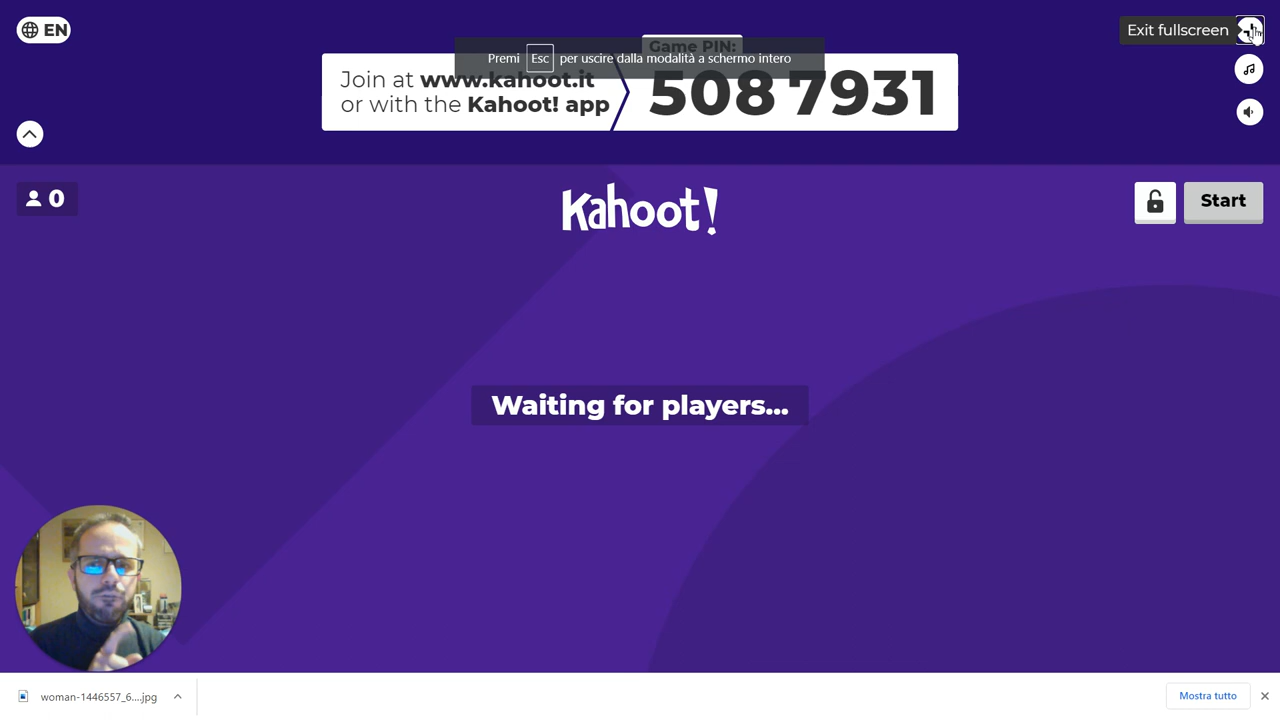 EN
Exit fullscreen
Game PIN:
Premi Esc per uscire dalla modalità a schermo intero
Join at www.kahoot.it
or with the Kahoot! app
508 7931
0
Kahoot!
Start
Waiting for players...
woman-1446557_6....jpg
Mostra tutto